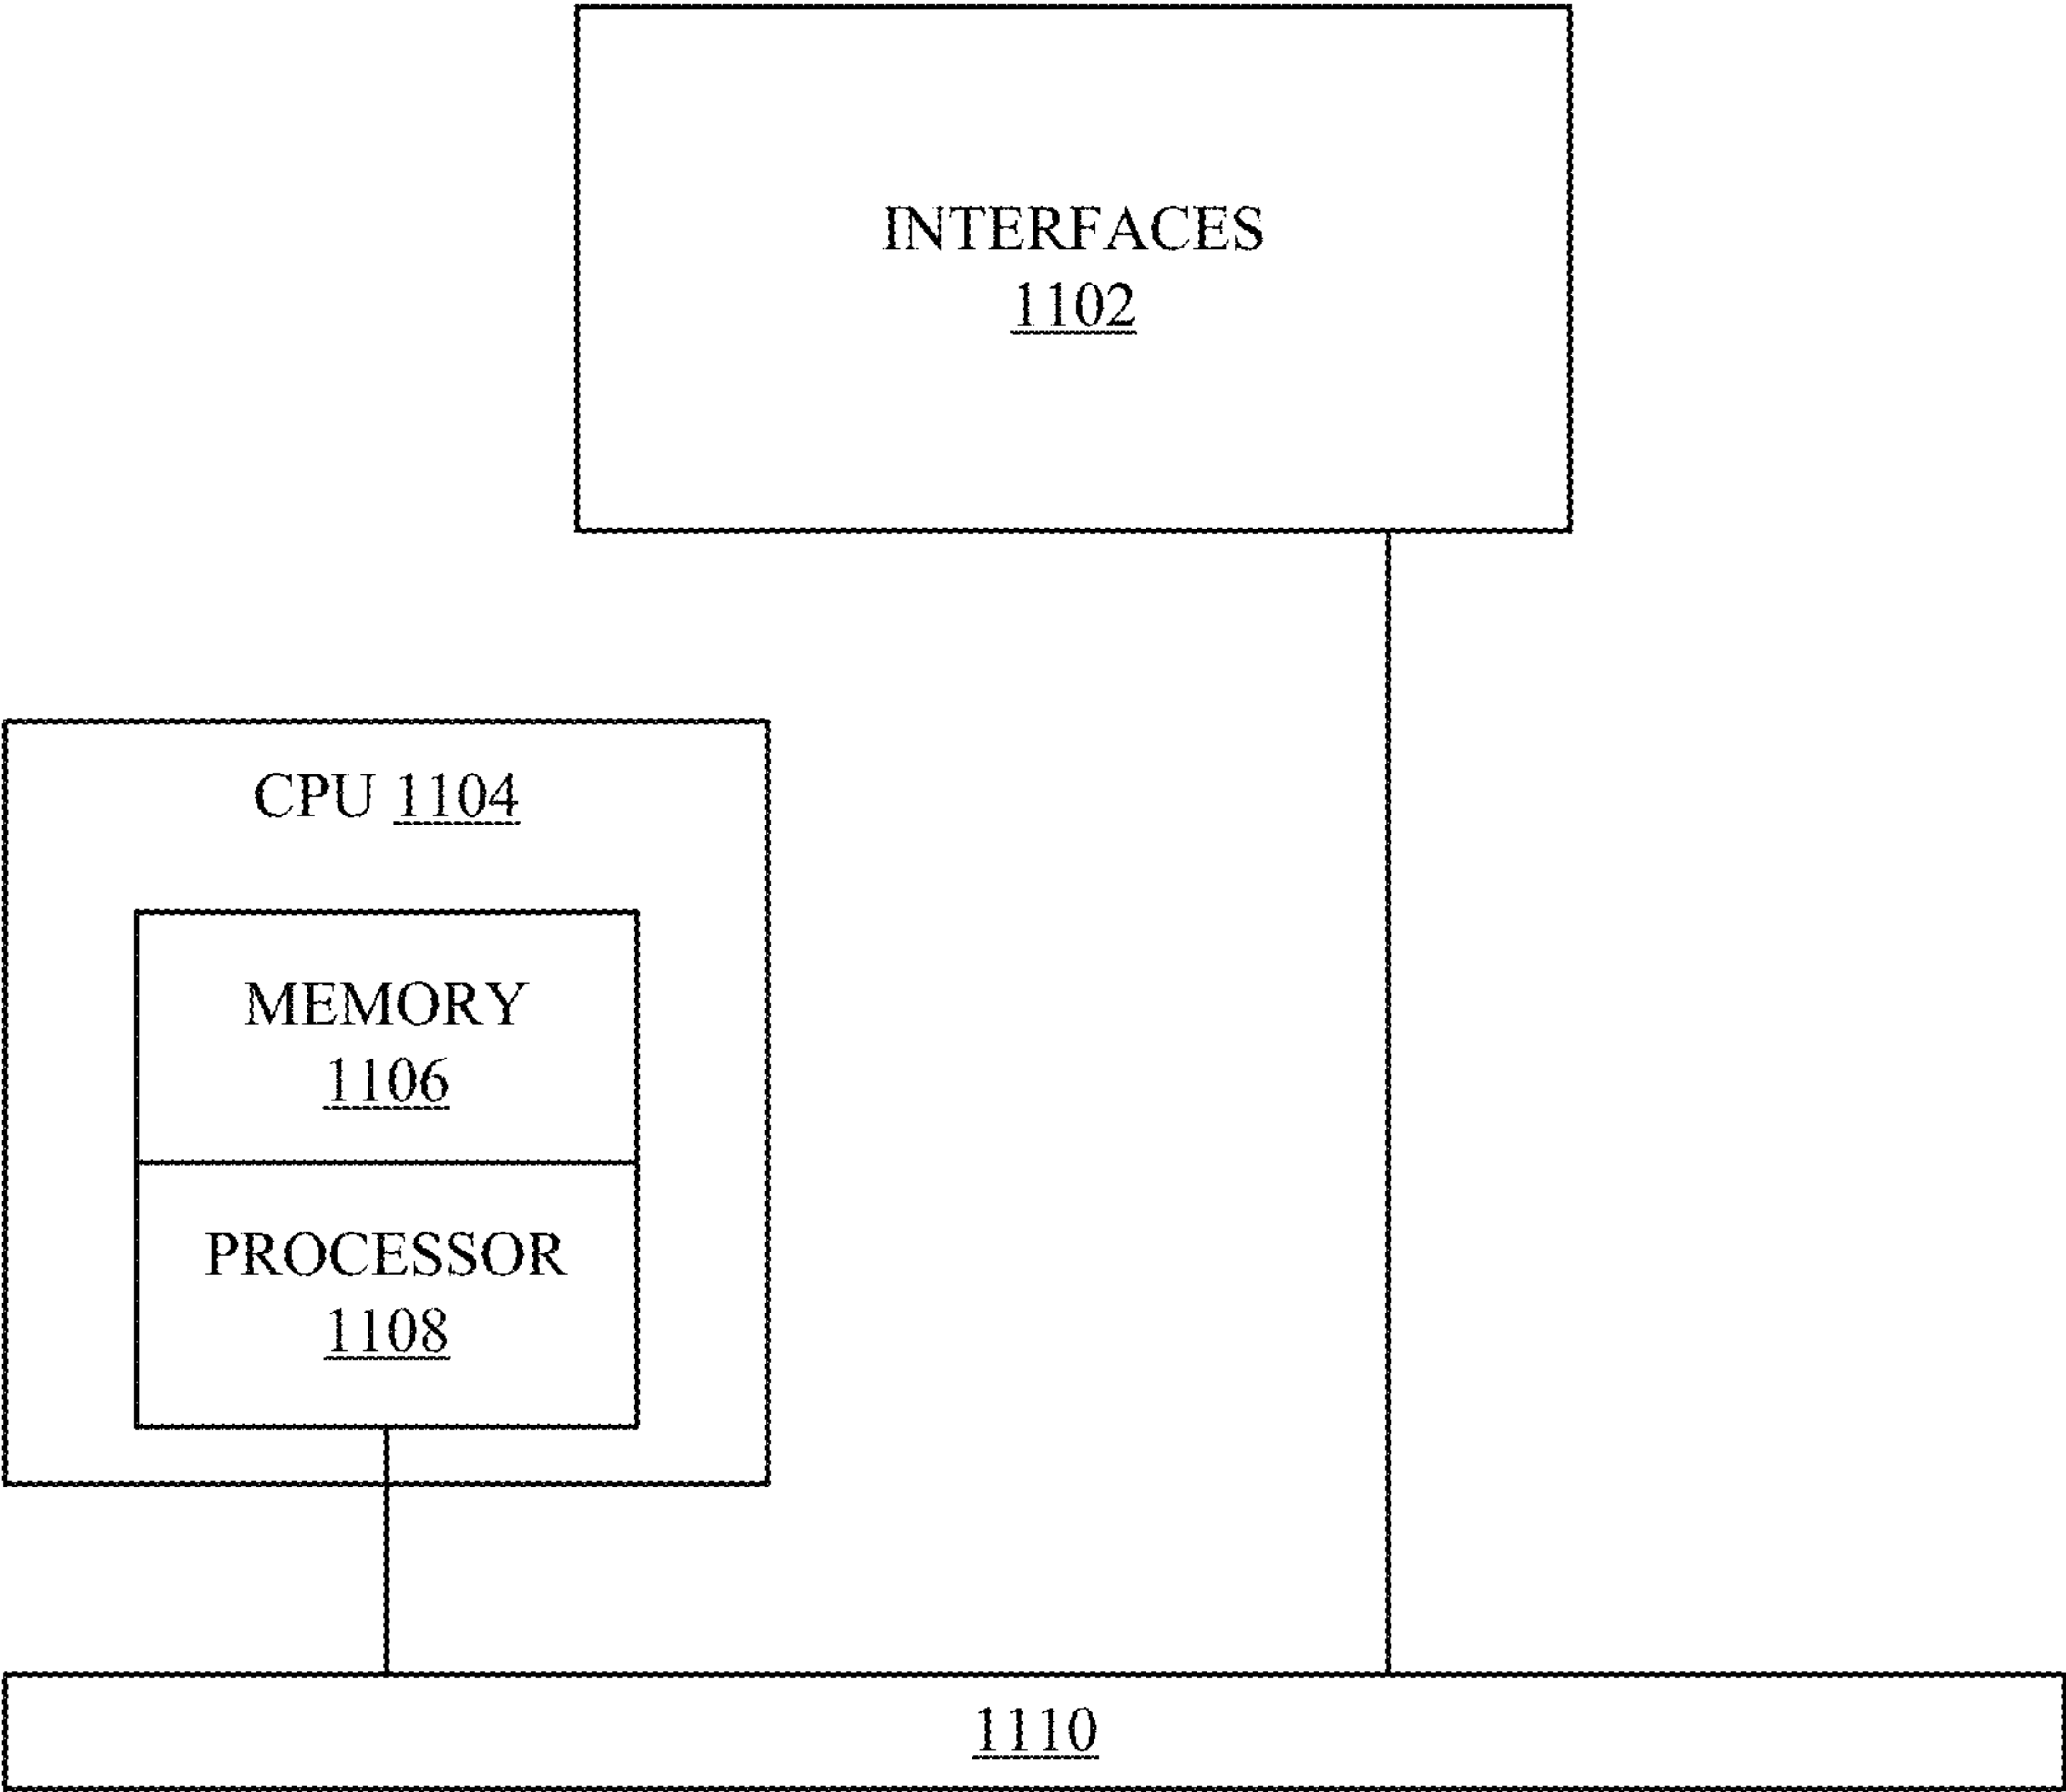 INTERFACES
1102
CPU 1104
MEMORY
1106
PROCESSOR
1108
1110